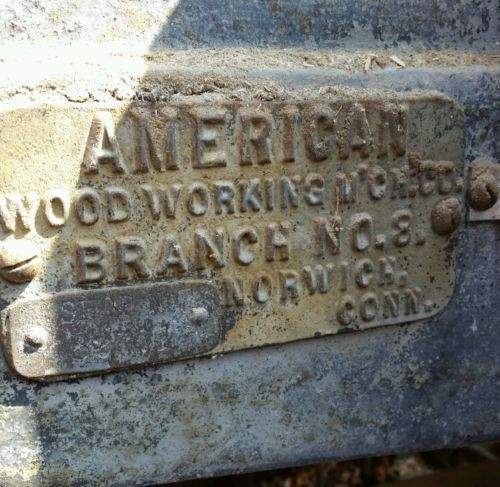 AMERICAN
WOOD WORKING M'CH. CO.
BRANCH NO. 8.
NORWICH,
CONN.